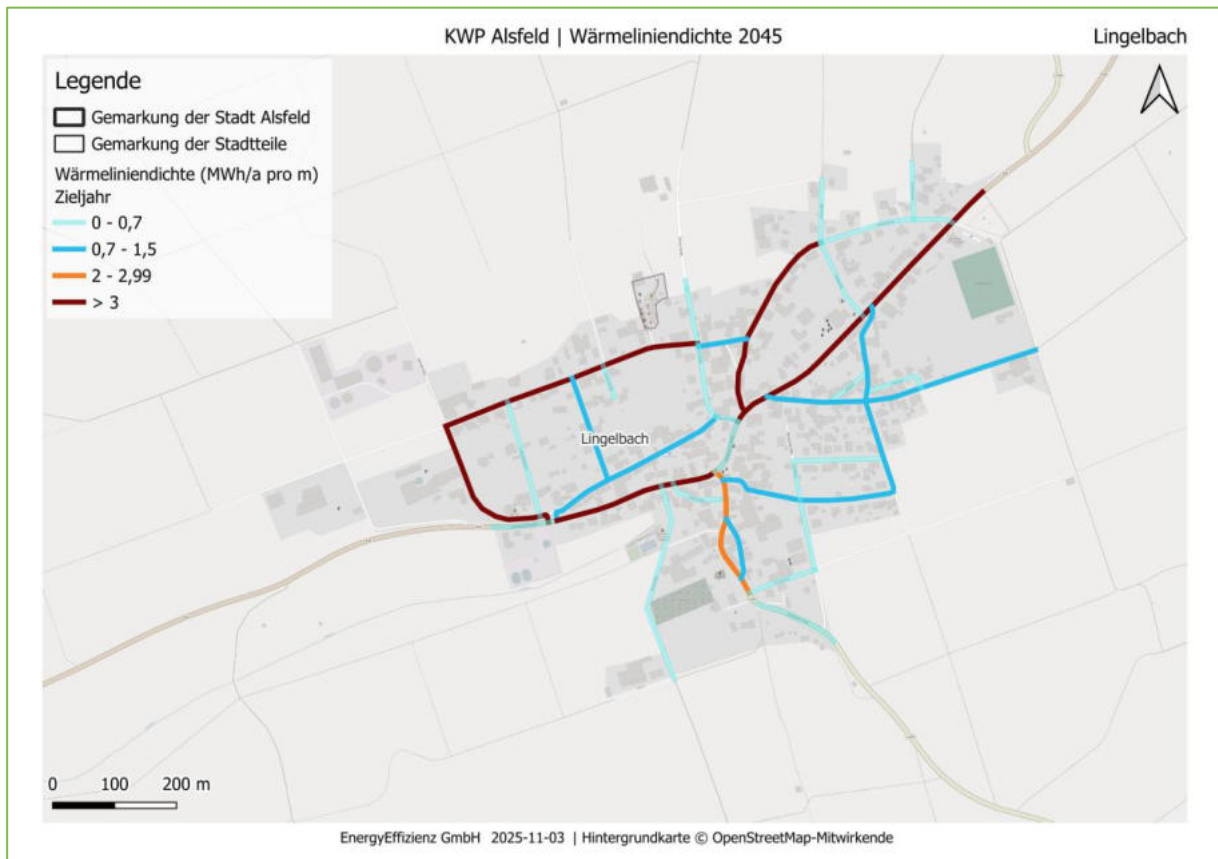 KWP Alsfeld | Wärmeliniendichte 2045
Lingelbach
Legende
Gemarkung der Stadt Alsfeld
Gemarkung der Stadtteile
Wärmeliniendichte (MWh/a pro m)
Zieljahr
0 - 0,7
0,7 - 1,5
2 - 2,99
> 3
Lingelbach
0 100 200 m
EnergyEffizienz GmbH 2025-11-03 | Hintergrundkarte © OpenStreetMap-Mitwirkende